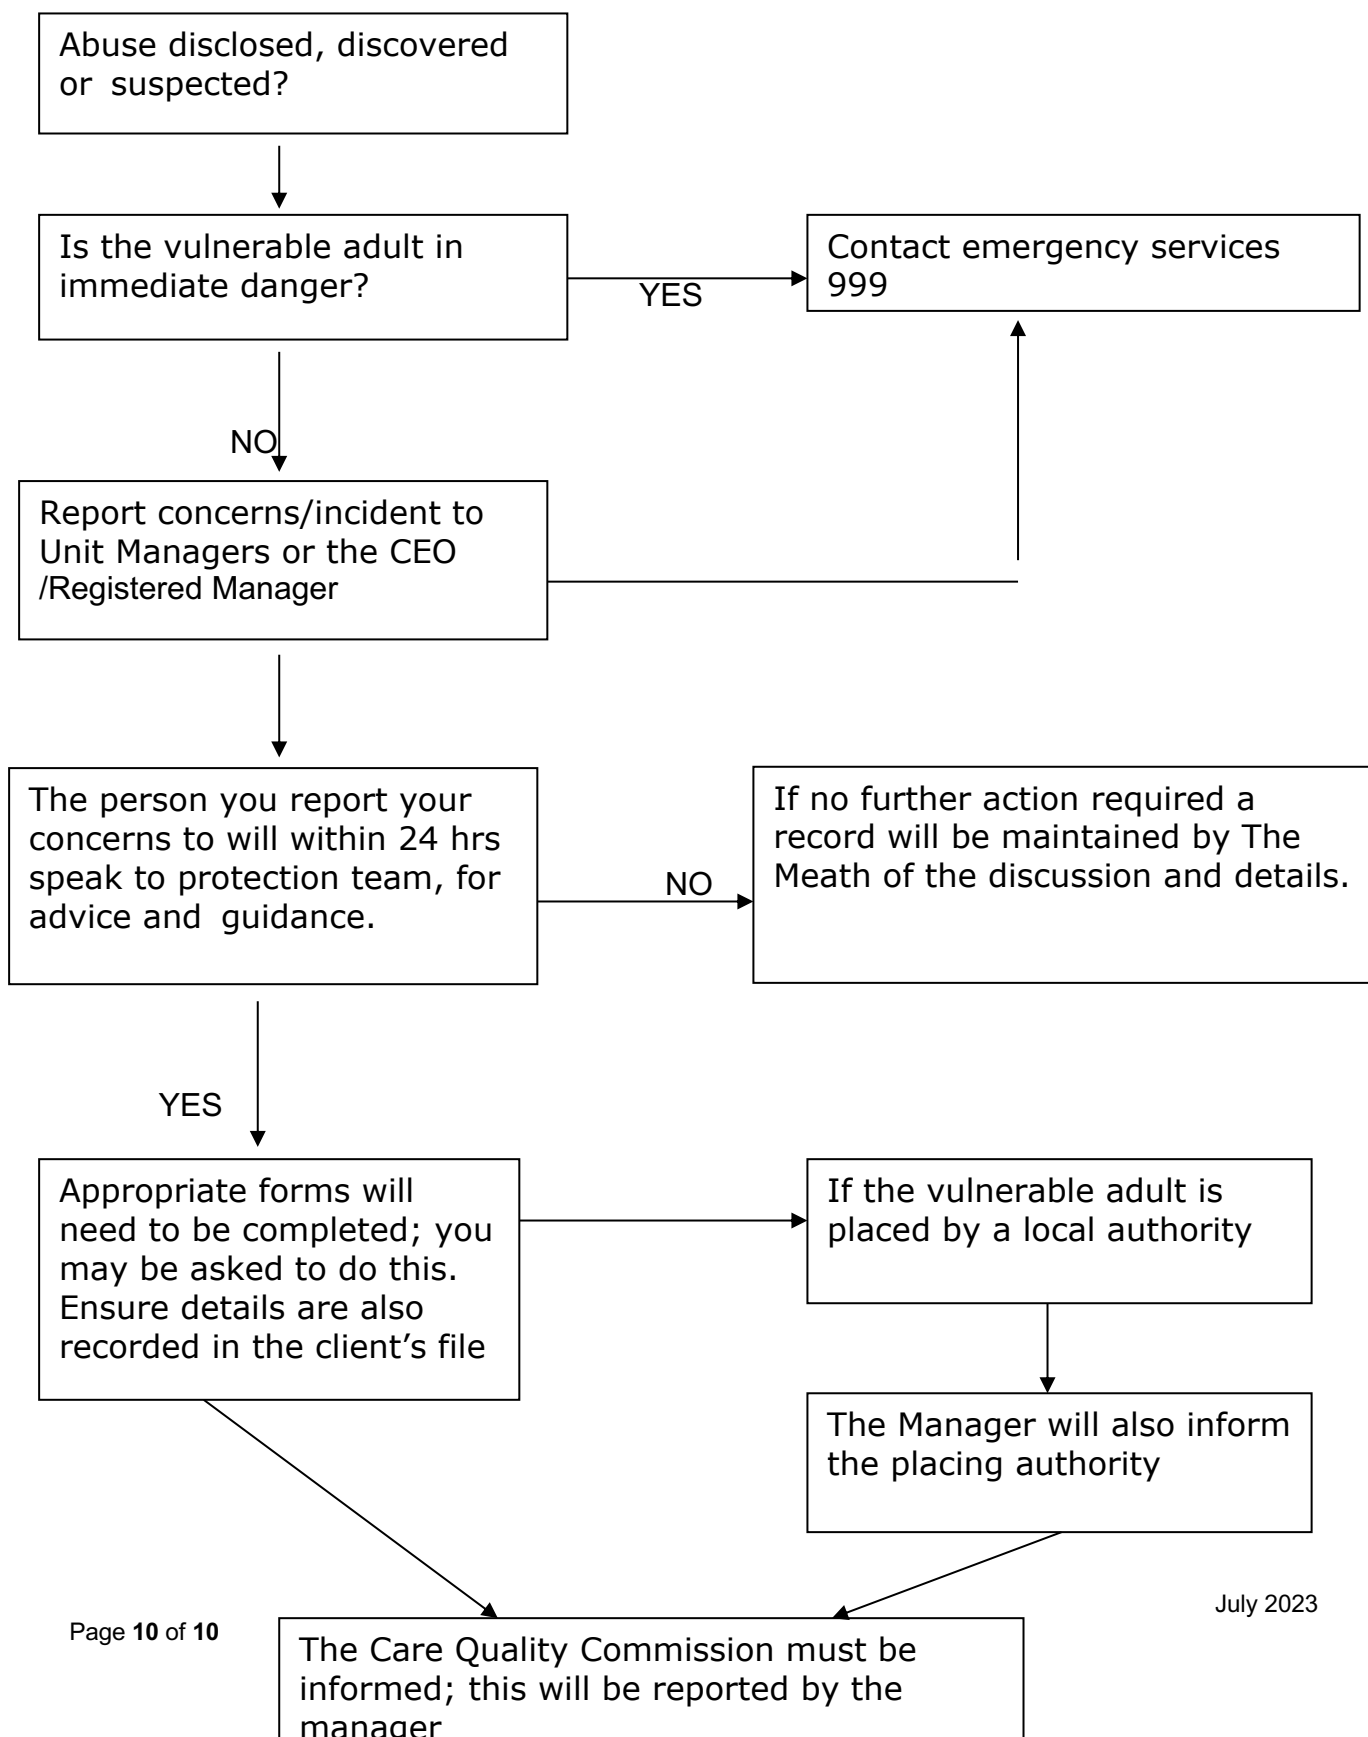 Abuse disclosed, discovered
or suspected?
Is the vulnerable adult in
immediate danger?
YES
Contact emergency services
999
NO
Report concerns/incident to
Unit Managers or the CEO
/Registered Manager
The person you report your
concerns to will within 24 hrs
speak to protection team, for
advice and guidance.
NO
If no further action required a
record will be maintained by The
Meath of the discussion and details.
YES
Appropriate forms will
need to be completed; you
may be asked to do this.
Ensure details are also
recorded in the client’s file
If the vulnerable adult is
placed by a local authority
The Manager will also inform
the placing authority
July 2023
Page 10 of 10
The Care Quality Commission must be
informed; this will be reported by the
manager